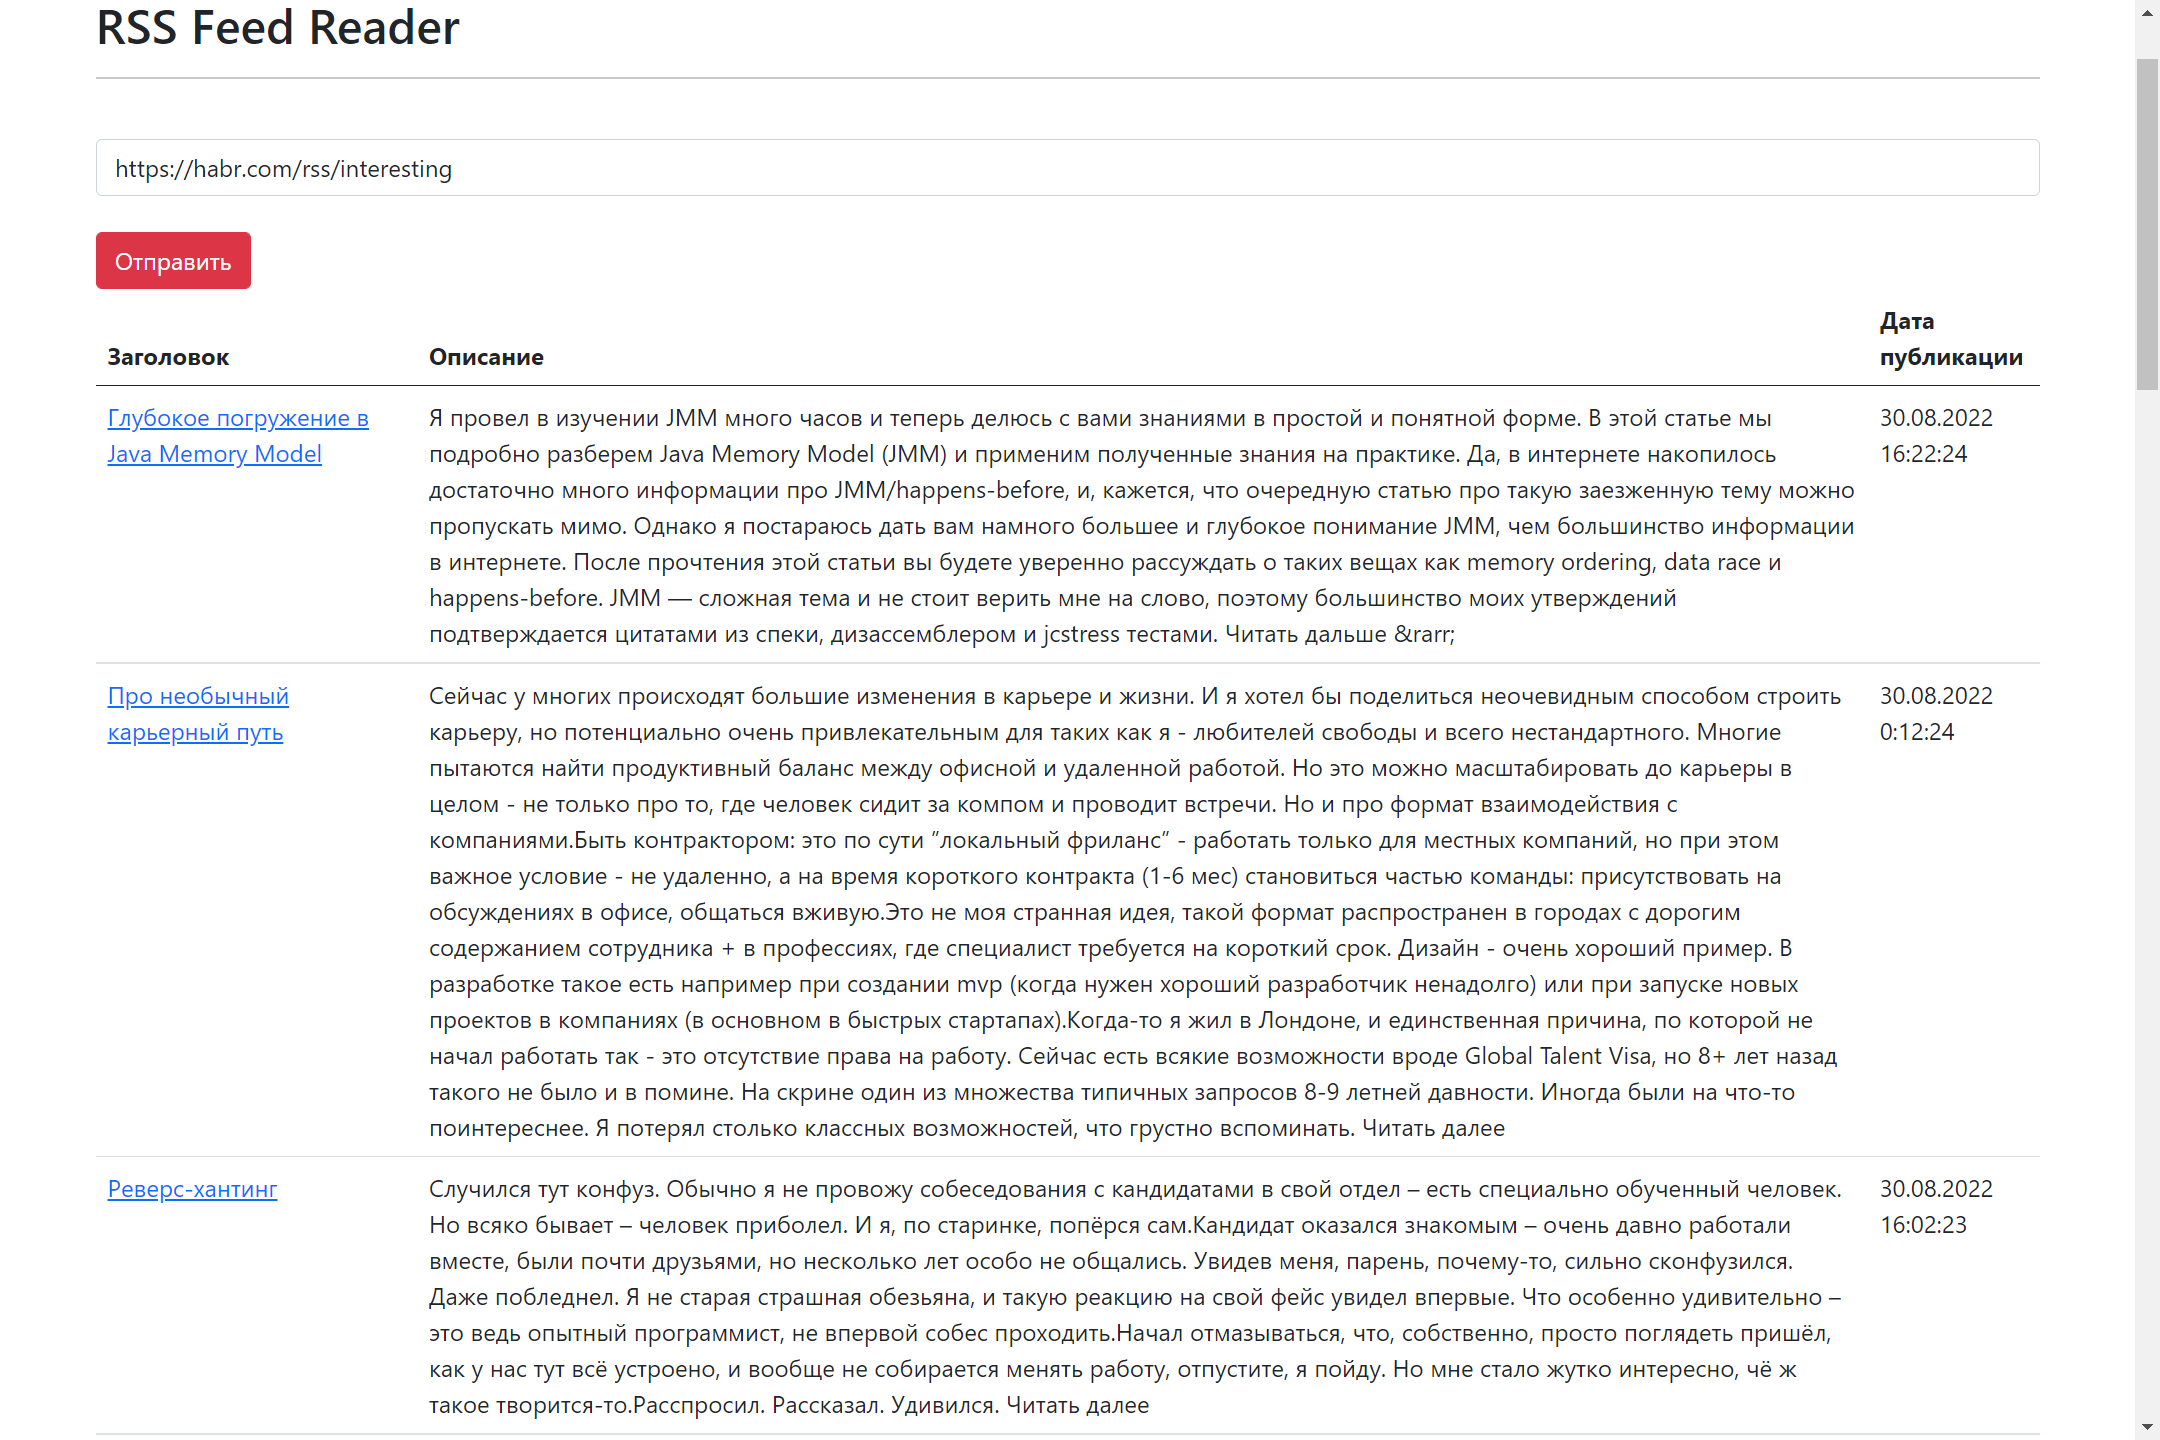 RSS Feed Reader
https://habr.com/rss/interesting
Отправить
Заголовок
Описание
Дата
публикации
Глубокое погружение в
Java Memory Model
Я провел в изучении JMM много часов и теперь делюсь с вами знаниями в простой и понятной форме. В этой статье мы
подробно разберем Java Memory Model (JMM) и применим полученные знания на практике. Да, в интернете накопилось
достаточно много информации про JMM/happens-before, и, кажется, что очередную статью про такую заезженную тему можно
пропускать мимо. Однако я постараюсь дать вам намного большее и глубокое понимание JMM, чем большинство информации
в интернете. После прочтения этой статьи вы будете уверенно рассуждать о таких вещах как memory ordering, data race и
happens-before. JMM — сложная тема и не стоит верить мне на слово, поэтому большинство моих утверждений
подтверждается цитатами из спеки, дизассемблером и jcstress тестами. Читать дальше &rarr;
30.08.2022
16:22:24
Про необычный
карьерный путь
Сейчас у многих происходят большие изменения в карьере и жизни. И я хотел бы поделиться неочевидным способом строить
карьеру, но потенциально очень привлекательным для таких как я - любителей свободы и всего нестандартного. Многие
пытаются найти продуктивный баланс между офисной и удаленной работой. Но это можно масштабировать до карьеры в
целом - не только про то, где человек сидит за компом и проводит встречи. Но и про формат взаимодействия с
компаниями.Быть контрактором: это по сути “локальный фриланс” - работать только для местных компаний, но при этом
важное условие - не удаленно, а на время короткого контракта (1-6 мес) становиться частью команды: присутствовать на
обсуждениях в офисе, общаться вживую.Это не моя странная идея, такой формат распространен в городах с дорогим
содержанием сотрудника + в профессиях, где специалист требуется на короткий срок. Дизайн - очень хороший пример. В
разработке такое есть например при создании mvp (когда нужен хороший разработчик ненадолго) или при запуске новых
проектов в компаниях (в основном в быстрых стартапах).Когда-то я жил в Лондоне, и единственная причина, по которой не
начал работать так - это отсутствие права на работу. Сейчас есть всякие возможности вроде Global Talent Visa, но 8+ лет назад
такого не было и в помине. На скрине один из множества типичных запросов 8-9 летней давности. Иногда были на что-то
поинтереснее. Я потерял столько классных возможностей, что грустно вспоминать. Читать далее
30.08.2022
0:12:24
Реверс-хантинг
Случился тут конфуз. Обычно я не провожу собеседования с кандидатами в свой отдел – есть специально обученный человек.
Но всяко бывает – человек приболел. И я, по старинке, попёрся сам.Кандидат оказался знакомым – очень давно работали
вместе, были почти друзьями, но несколько лет особо не общались. Увидев меня, парень, почему-то, сильно сконфузился.
Даже побледнел. Я не старая страшная обезьяна, и такую реакцию на свой фейс увидел впервые. Что особенно удивительно –
это ведь опытный программист, не впервой собес проходить.Начал отмазываться, что, собственно, просто поглядеть пришёл,
как у нас тут всё устроено, и вообще не собирается менять работу, отпустите, я пойду. Но мне стало жутко интересно, чё ж
такое творится-то.Расспросил. Рассказал. Удивился. Читать далее
30.08.2022
16:02:23